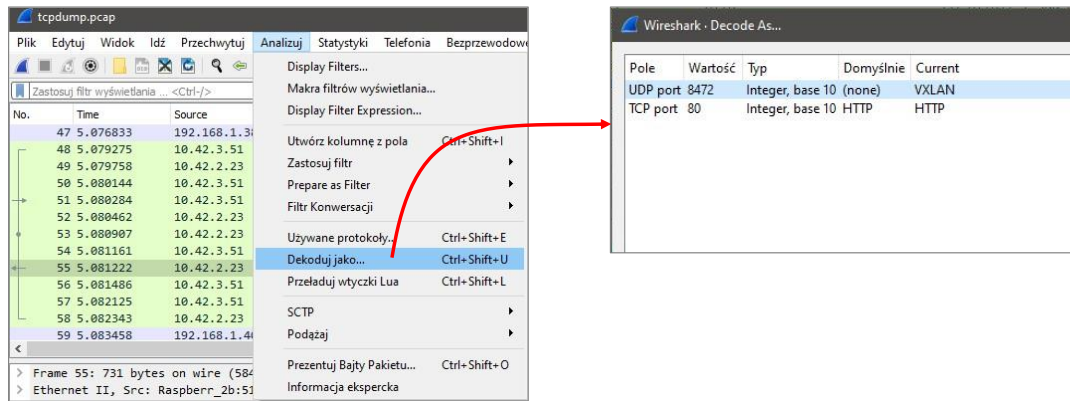 tcpdump.pcap
Plik Edytuj Widok Idź Przechwytuj Analizuj Statystyki Telefonia Bezprzewodowe
Zastosuj filtr wyświetlania ... <Ctrl-/>
No. Time Source
47 5.076833 192.168.1.38
48 5.079275 10.42.3.51
49 5.079758 10.42.2.23
50 5.080144 10.42.3.51
51 5.080284 10.42.3.51
52 5.080462 10.42.2.23
53 5.080907 10.42.2.23
54 5.081161 10.42.3.51
55 5.081222 10.42.2.23
56 5.081486 10.42.3.51
57 5.082125 10.42.3.51
58 5.082343 10.42.2.23
59 5.083458 192.168.1.40
Frame 55: 731 bytes on wire (584
Ethernet II, Src: Raspberr_2b:51
Display Filters...
Makra filtrów wyświetlania...
Display Filter Expression...
Utwórz kolumnę z pola Ctrl+Shift+I
Zastosuj filtr
Prepare as Filter
Filtr Konwersacji
Używane protokoły... Ctrl+Shift+E
Dekoduj jako... Ctrl+Shift+U
Przeładuj wtyczki Lua Ctrl+Shift+L
SCTP
Podążaj
Prezentuj Bajty Pakietu... Ctrl+Shift+O
Informacja ekspercka
Wireshark · Decode As...
Pole Wartość Typ Domyślnie Current
UDP port 8472 Integer, base 10 (none) VXLAN
TCP port 80 Integer, base 10 HTTP HTTP